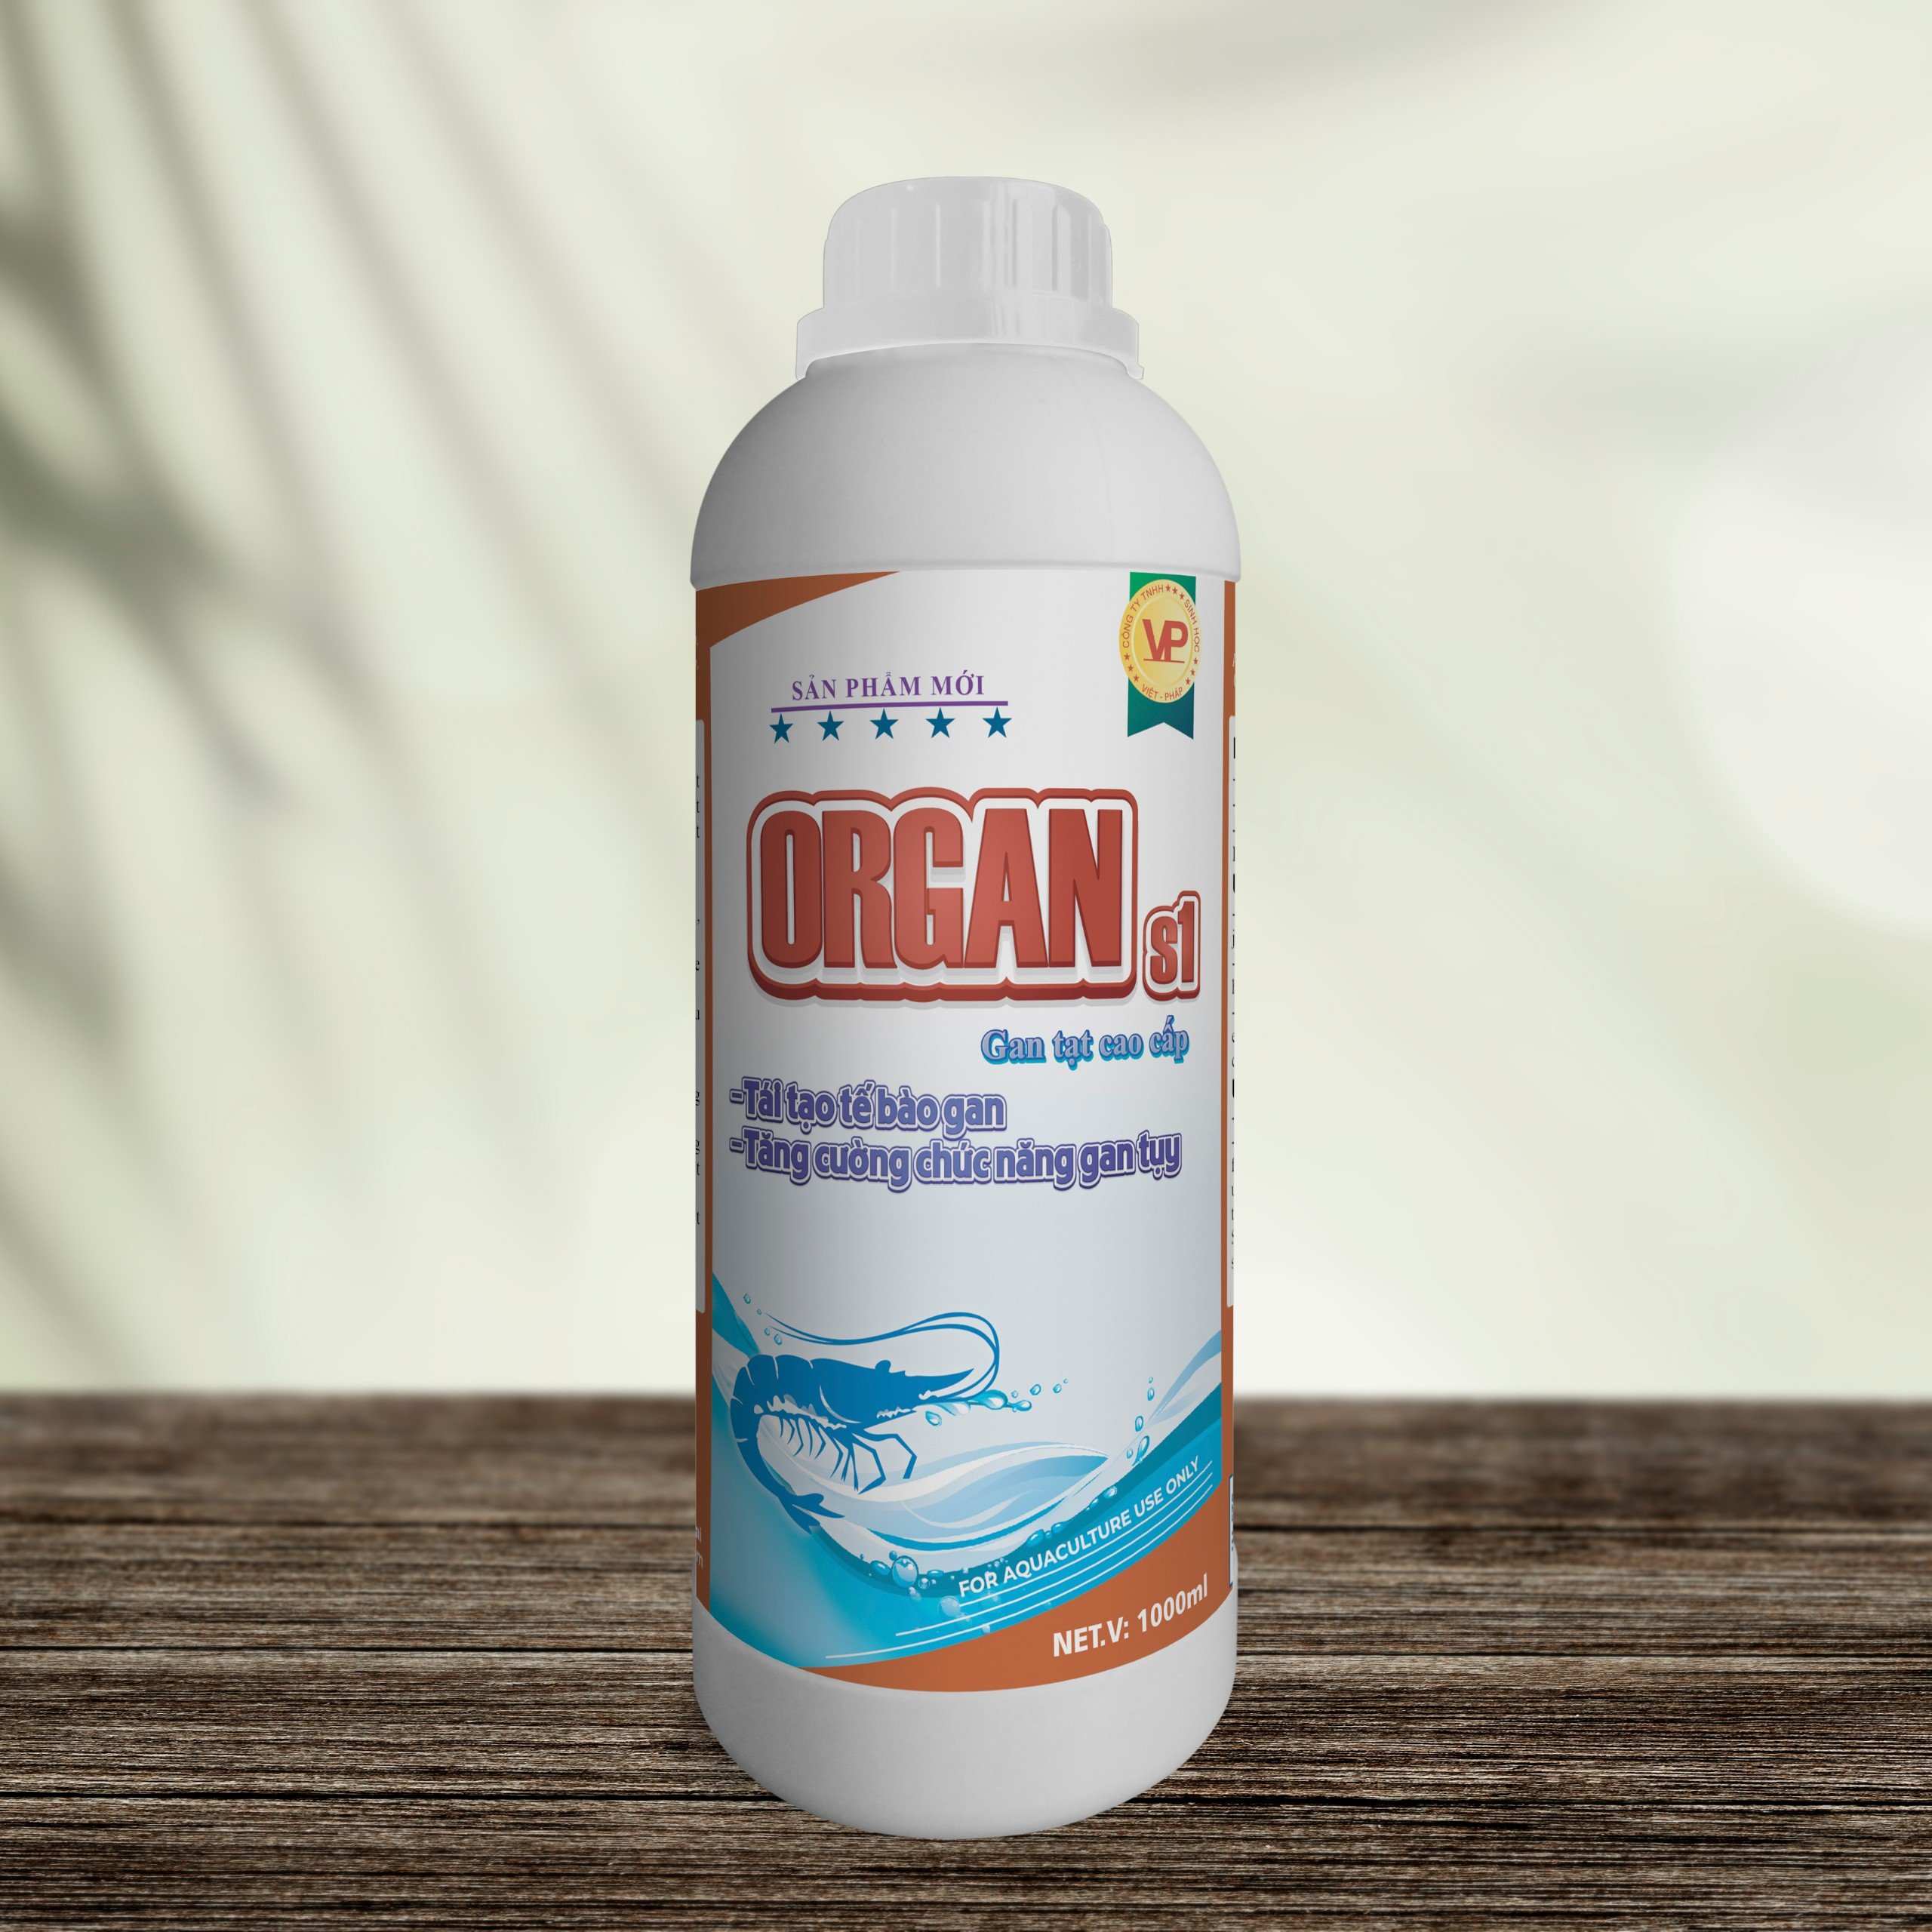 SẢN PHẨM MỚI
CÔNG TY TNHH SINH HỌC
VP
VIỆT - PHÁP
ORGAN S1
Gan tạt cao cấp
-Tái tạo tế bào gan
-Tăng cường chức năng gan tụy
FOR AQUACULTURE USE ONLY
NET.V: 1000ml